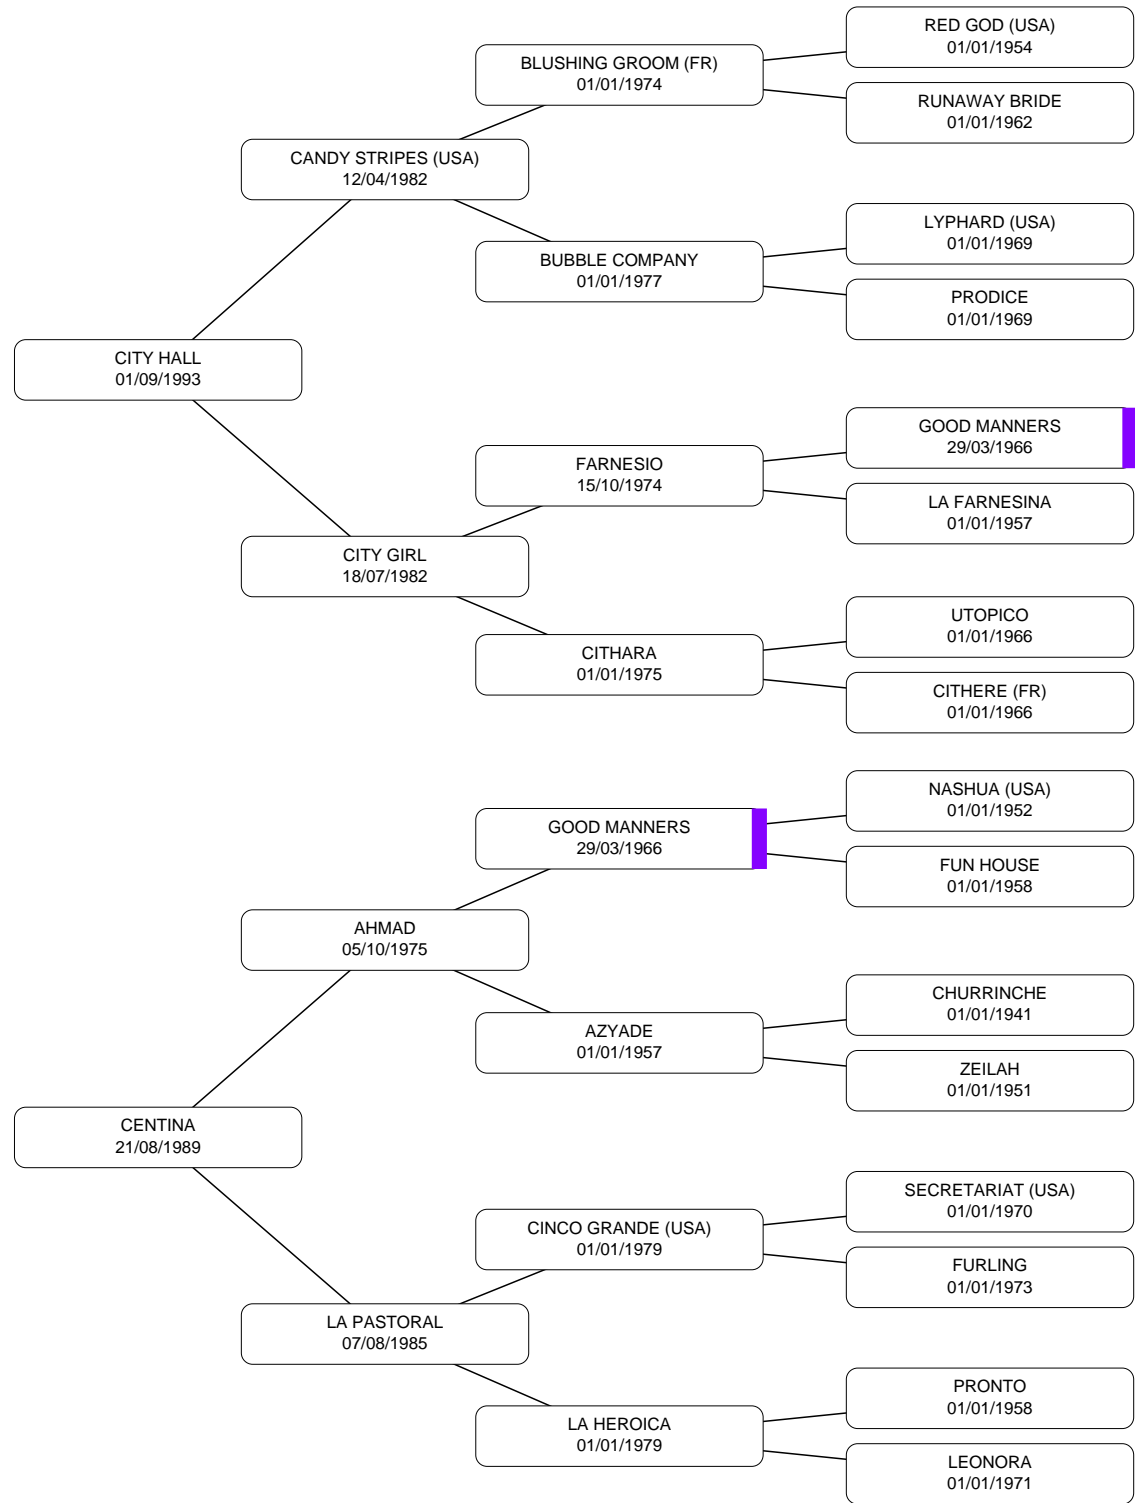 RED GOD (USA)
01/01/1954
BLUSHING GROOM (FR)
01/01/1974
RUNAWAY BRIDE
01/01/1962
CANDY STRIPES (USA)
12/04/1982
LYPHARD (USA)
01/01/1969
BUBBLE COMPANY
01/01/1977
PRODICE
01/01/1969
CITY HALL
01/09/1993
GOOD MANNERS
29/03/1966
FARNESIO
15/10/1974
LA FARNESINA
01/01/1957
CITY GIRL
18/07/1982
UTOPICO
01/01/1966
CITHARA
01/01/1975
CITHERE (FR)
01/01/1966
NASHUA (USA)
01/01/1952
GOOD MANNERS
29/03/1966
FUN HOUSE
01/01/1958
AHMAD
05/10/1975
CHURRINCHE
01/01/1941
AZYADE
01/01/1957
ZEILAH
01/01/1951
CENTINA
21/08/1989
SECRETARIAT (USA)
01/01/1970
CINCO GRANDE (USA)
01/01/1979
FURLING
01/01/1973
LA PASTORAL
07/08/1985
PRONTO
01/01/1958
LA HEROICA
01/01/1979
LEONORA
01/01/1971